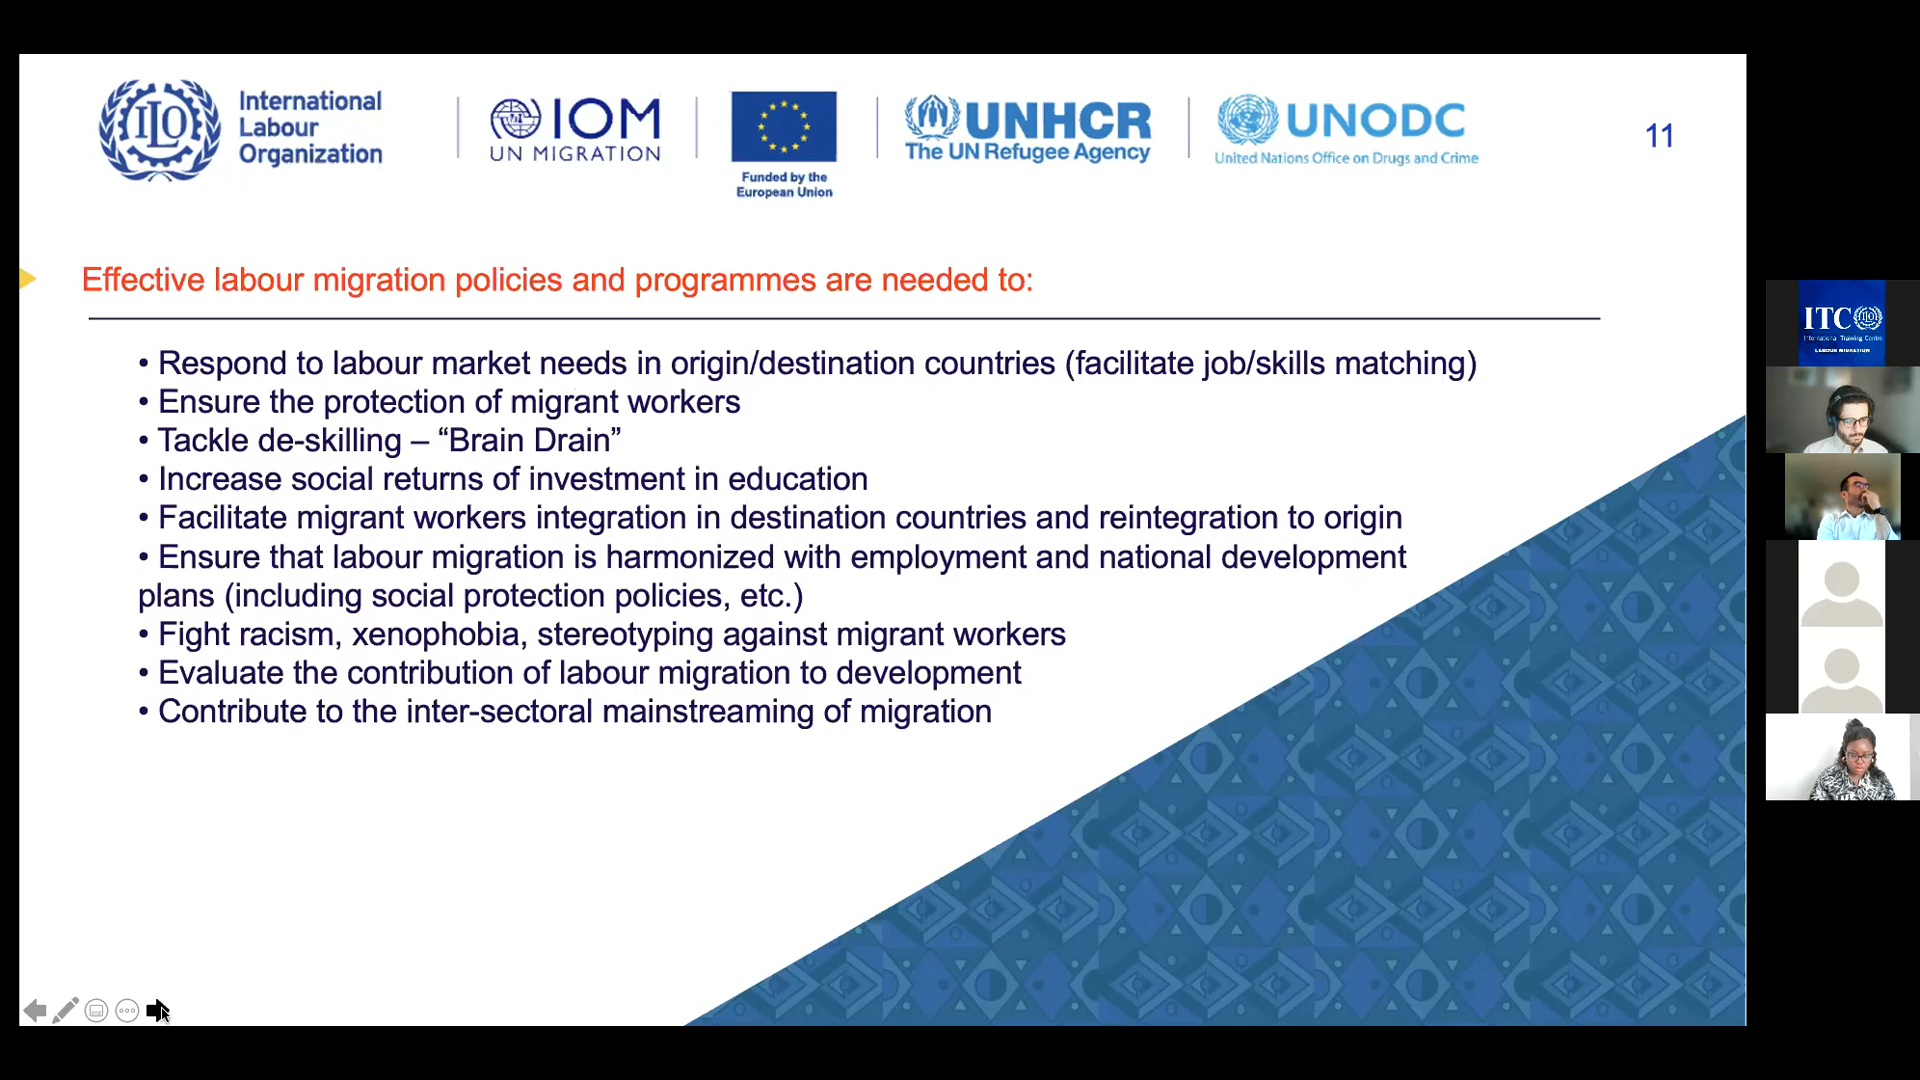 International
Labour
Organization
IOM
UN MIGRATION
Funded by the
European Union
UNHCR
The UN Refugee Agency
UNODC
United Nations Office on Drugs and Crime
11
Effective labour migration policies and programmes are needed to:
• Respond to labour market needs in origin/destination countries (facilitate job/skills matching)
• Ensure the protection of migrant workers
• Tackle de-skilling – “Brain Drain”
• Increase social returns of investment in education
• Facilitate migrant workers integration in destination countries and reintegration to origin
• Ensure that labour migration is harmonized with employment and national development
plans (including social protection policies, etc.)
• Fight racism, xenophobia, stereotyping against migrant workers
• Evaluate the contribution of labour migration to development
• Contribute to the inter-sectoral mainstreaming of migration
ITC
International Training Centre
LABOUR MIGRATION